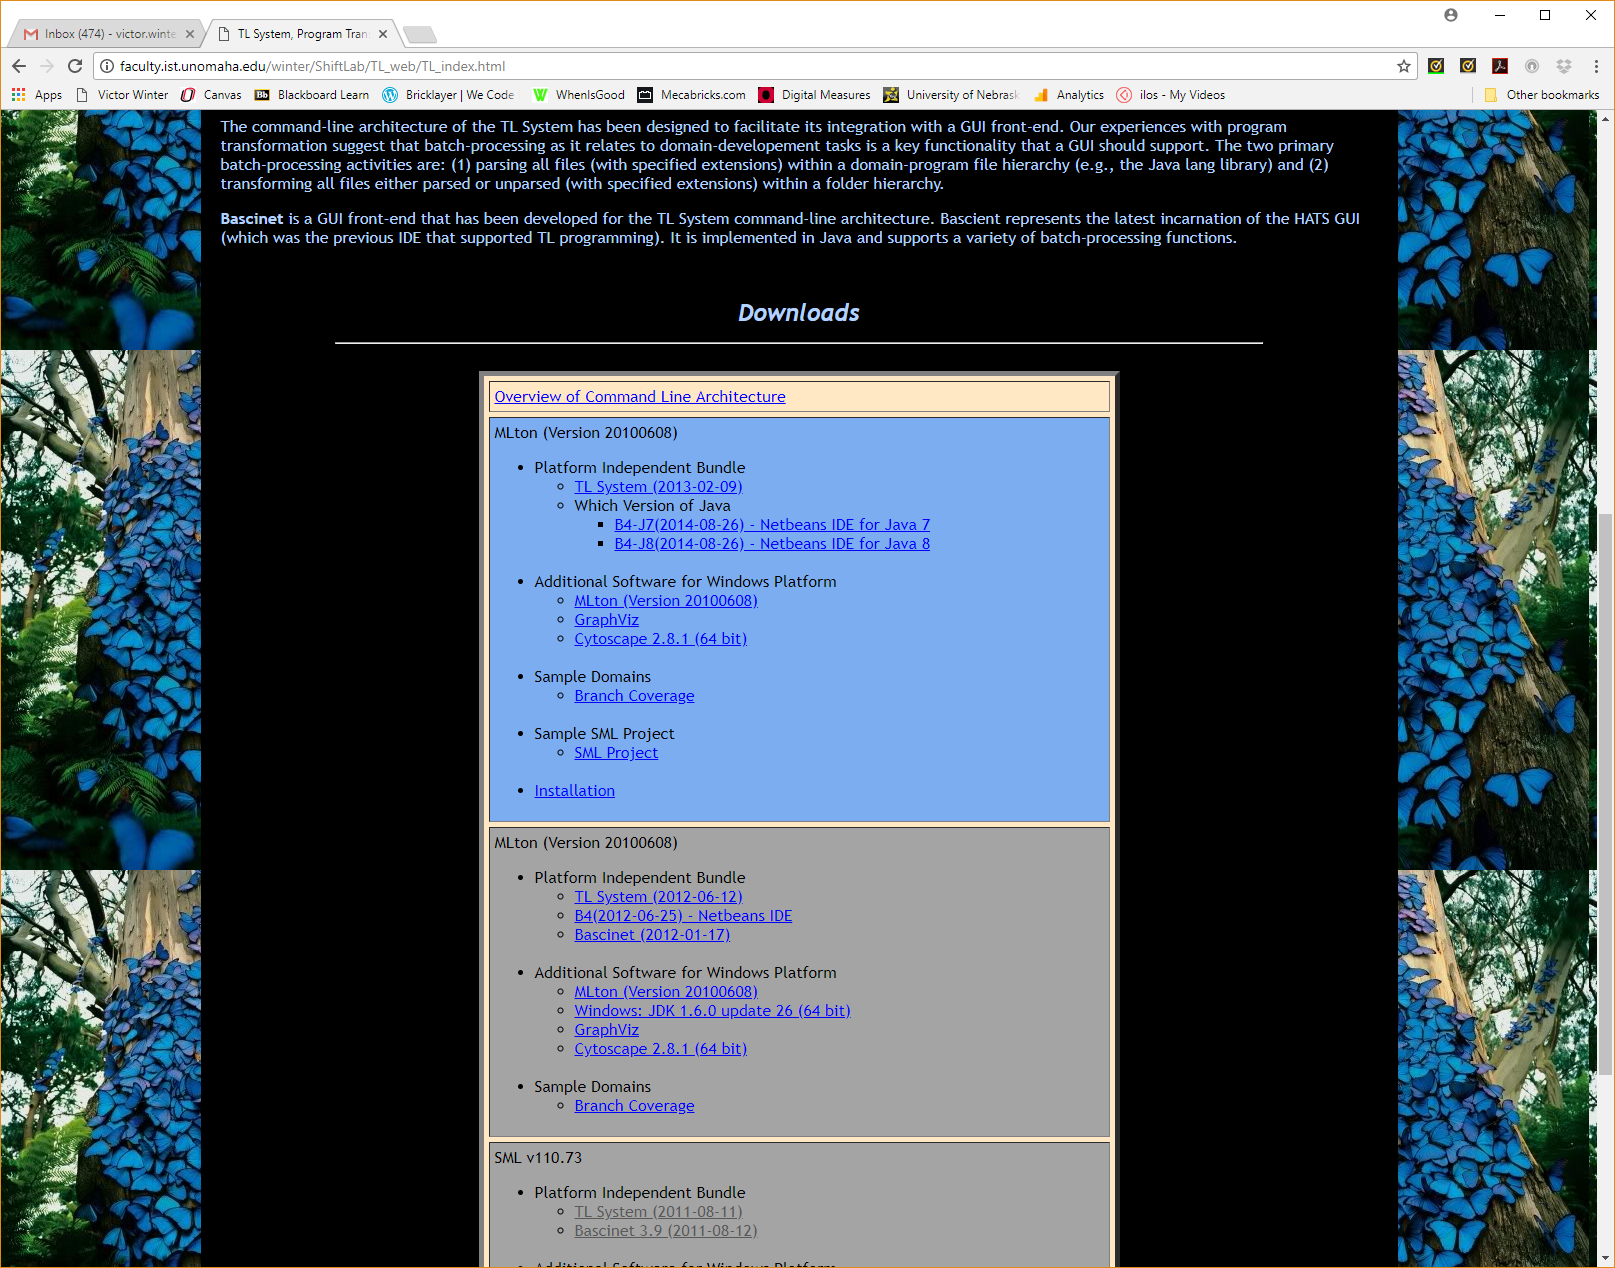 Inbox (474) - victor.winte
TL System, Program Tran
faculty.ist.unomaha.edu/winter/ShiftLab/TL_web/TL_index.html
Apps Victor Winter Canvas Bb Blackboard Learn Bricklayer | We Code WhenIsGood Mecabricks.com Digital Measures University of Nebrask Analytics ilos - My Videos Other bookmarks
The command-line architecture of the TL System has been designed to facilitate its integration with a GUI front-end. Our experiences with program
transformation suggest that batch-processing as it relates to domain-developement tasks is a key functionality that a GUI should support. The two primary
batch-processing activities are: (1) parsing all files (with specified extensions) within a domain-program file hierarchy (e.g., the Java lang library) and (2)
transforming all files either parsed or unparsed (with specified extensions) within a folder hierarchy.
Bascinet is a GUI front-end that has been developed for the TL System command-line architecture. Bascient represents the latest incarnation of the HATS GUI
(which was the previous IDE that supported TL programming). It is implemented in Java and supports a variety of batch-processing functions.
Downloads
Overview of Command Line Architecture
MLton (Version 20100608)
Platform Independent Bundle
TL System (2013-02-09)
Which Version of Java
B4-J7(2014-08-26) - Netbeans IDE for Java 7
B4-J8(2014-08-26) - Netbeans IDE for Java 8
Additional Software for Windows Platform
MLton (Version 20100608)
GraphViz
Cytoscape 2.8.1 (64 bit)
Sample Domains
Branch Coverage
Sample SML Project
SML Project
Installation
MLton (Version 20100608)
Platform Independent Bundle
TL System (2012-06-12)
B4(2012-06-25) - Netbeans IDE
Bascinet (2012-01-17)
Additional Software for Windows Platform
MLton (Version 20100608)
Windows: JDK 1.6.0 update 26 (64 bit)
GraphViz
Cytoscape 2.8.1 (64 bit)
Sample Domains
Branch Coverage
SML v110.73
Platform Independent Bundle
TL System (2011-08-11)
Bascinet 3.9 (2011-08-12)
Additional Software for Windows Platform